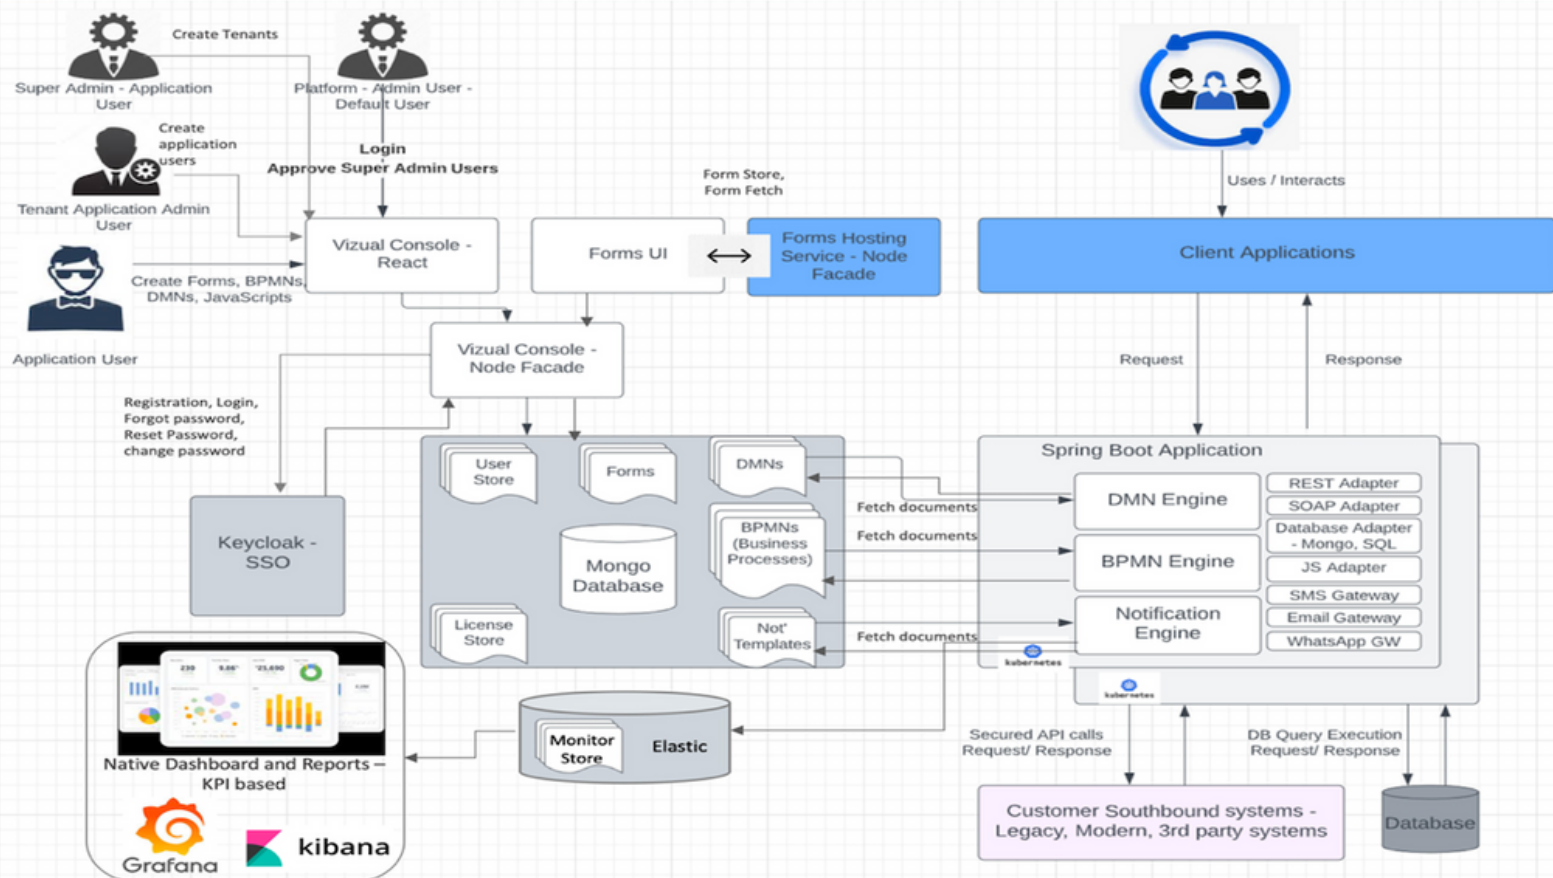 Create Tenants
Super Admin - Application
User
Platform - Admin User -
Default User
Create
application
users
Login
Approve Super Admin Users
Tenant Application Admin
User
Form Store,
Form Fetch
Uses / Interacts
Vizual Console -
React
Forms UI
Forms Hosting
Service - Node
Facade
Client Applications
Create Forms, BPMNs,
DMNs, JavaScripts
Application User
Vizual Console -
Node Facade
Request
Response
Registration, Login,
Forgot password,
Reset Password,
change password
Keycloak -
SSO
User
Store
Forms
DMNs
BPMNs
(Business
Processes)
Mongo
Database
License
Store
Not'
Templates
Fetch documents
Fetch documents
Fetch documents
Spring Boot Application
DMN Engine
BPMN Engine
Notification
Engine
REST Adapter
SOAP Adapter
Database Adapter
- Mongo, SQL
JS Adapter
SMS Gateway
Email Gateway
WhatsApp GW
kubernetes
kubernetes
Monitor
Store
Elastic
Native Dashboard and Reports –
KPI based
Grafana
kibana
Secured API calls
Request/ Response
DB Query Execution
Request/ Response
Customer Southbound systems -
Legacy, Modern, 3rd party systems
Database